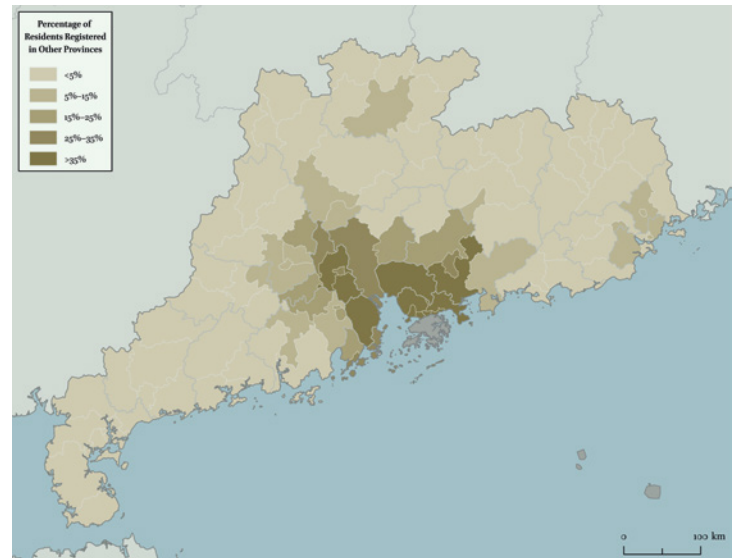 Percentage of
Residents Registered
in Other Provinces
<5%
5%–15%
15%–25%
25%–35%
>35%
0 100 km